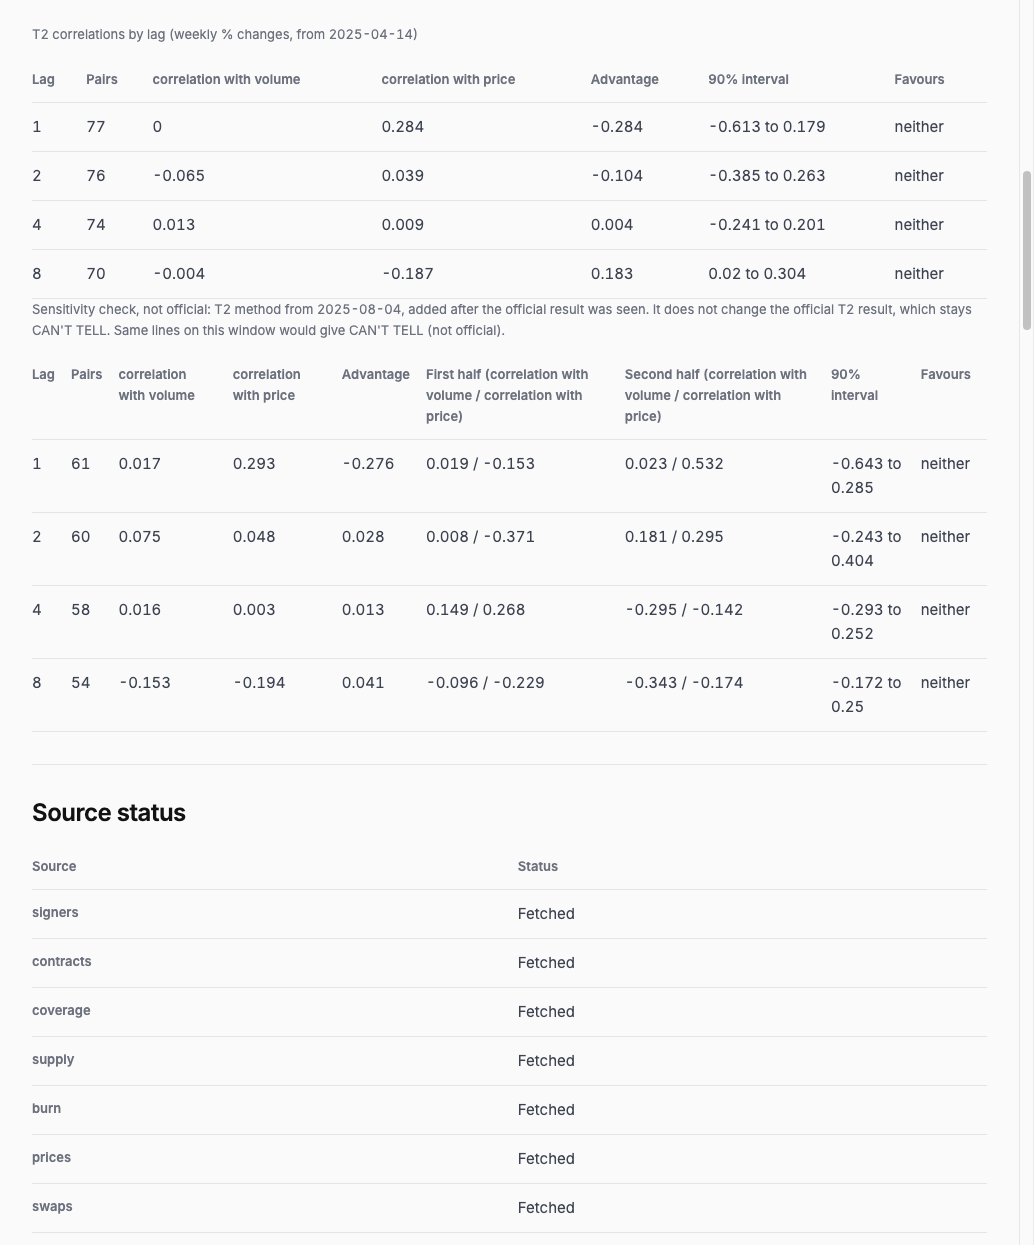 T2 correlations by lag (weekly % changes, from 2025-04-14)
Lag Pairs correlation with volume correlation with price Advantage 90% interval Favours
1 77 0 0.284 -0.284 -0.613 to 0.179 neither
2 76 -0.065 0.039 -0.104 -0.385 to 0.263 neither
4 74 0.013 0.009 0.004 -0.241 to 0.201 neither
8 70 -0.004 -0.187 0.183 0.02 to 0.304 neither
Sensitivity check, not official: T2 method from 2025-08-04, added after the official result was seen. It does not change the official T2 result, which stays
CAN'T TELL. Same lines on this window would give CAN'T TELL (not official).
Lag Pairs correlation correlation Advantage First half (correlation with Second half (correlation with 90% Favours
with volume with price volume / correlation with volume / correlation with interval
price) price)
1 61 0.017 0.293 -0.276 0.019 / -0.153 0.023 / 0.532 -0.643 to neither
0.285
2 60 0.075 0.048 0.028 0.008 / -0.371 0.181 / 0.295 -0.243 to neither
0.404
4 58 0.016 0.003 0.013 0.149 / 0.268 -0.295 / -0.142 -0.293 to neither
0.252
8 54 -0.153 -0.194 0.041 -0.096 / -0.229 -0.343 / -0.174 -0.172 to neither
0.25
Source status
Source Status
signers Fetched
contracts Fetched
coverage Fetched
supply Fetched
burn Fetched
prices Fetched
swaps Fetched